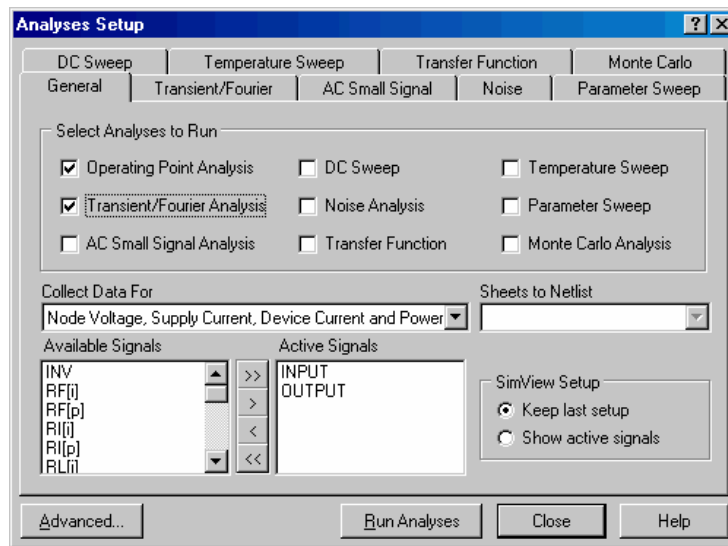 Analyses Setup
DC Sweep Temperature Sweep Transfer Function Monte Carlo
General Transient/Fourier AC Small Signal Noise Parameter Sweep
Select Analyses to Run
Operating Point Analysis DC Sweep Temperature Sweep
Transient/Fourier Analysis Noise Analysis Parameter Sweep
AC Small Signal Analysis Transfer Function Monte Carlo Analysis
Collect Data For Sheets to Netlist
Node Voltage, Supply Current, Device Current and Power
Available Signals Active Signals
INV >> INPUT
RF[i] OUTPUT
RF[p] >
RI[i] <
RI[p] <<
RL[i]
SimView Setup
Keep last setup
Show active signals
Advanced... Run Analyses Close Help